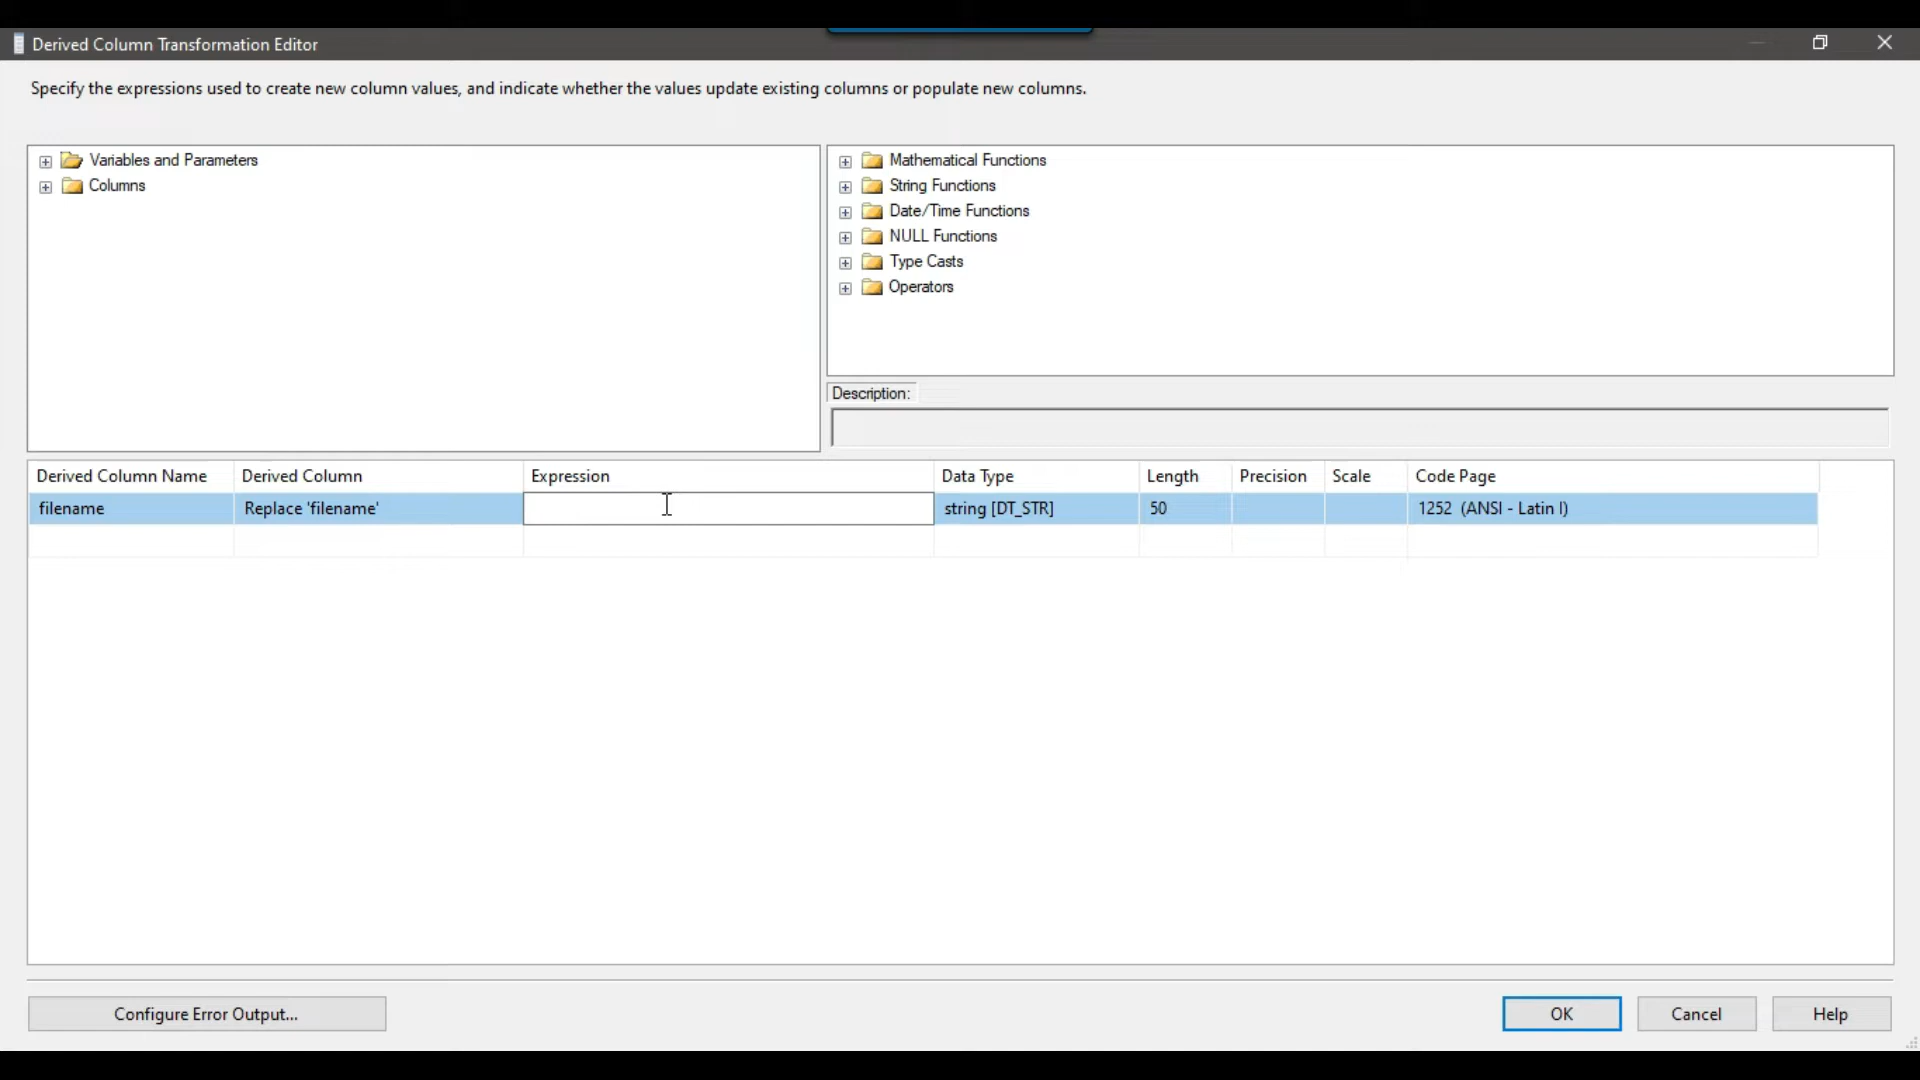 Derived Column Transformation Editor
Specify the expressions used to create new column values, and indicate whether the values update existing columns or populate new columns.
Variables and Parameters
Columns
Mathematical Functions
String Functions
Date/Time Functions
NULL Functions
Type Casts
Operators
Description:
Derived Column Name Derived Column Expression Data Type Length Precision Scale Code Page
filename Replace 'filename' string [DT_STR] 50 1252 (ANSI - Latin I)
Configure Error Output... OK Cancel Help